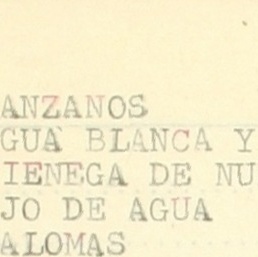 ANZANOS
GUA BLANCA Y
IENEGA DE NU
JO DE AGUA
ALOMAS